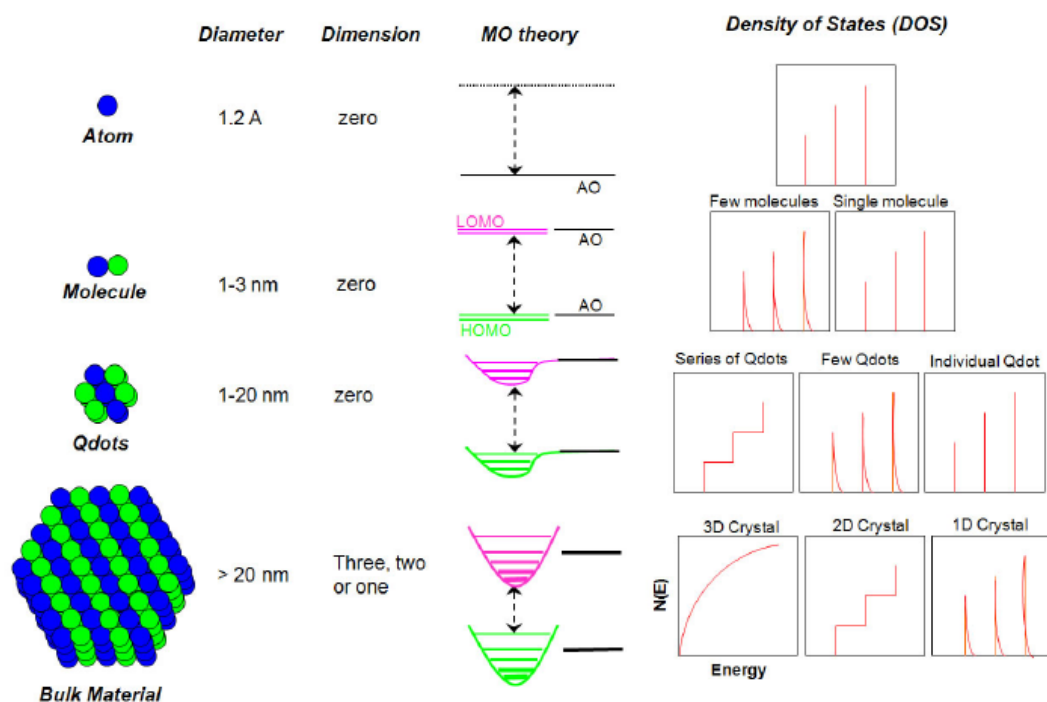 Diameter Dimension MO theory Density of States (DOS)
Atom 1.2 A zero
AO
Few molecules Single molecule
LOMO
AO
Molecule 1-3 nm zero
AO
HOMO
Series of Qdots Few Qdots Individual Qdot
Qdots 1-20 nm zero
3D Crystal 2D Crystal 1D Crystal
> 20 nm Three, two
or one
N(E)
Energy
Bulk Material